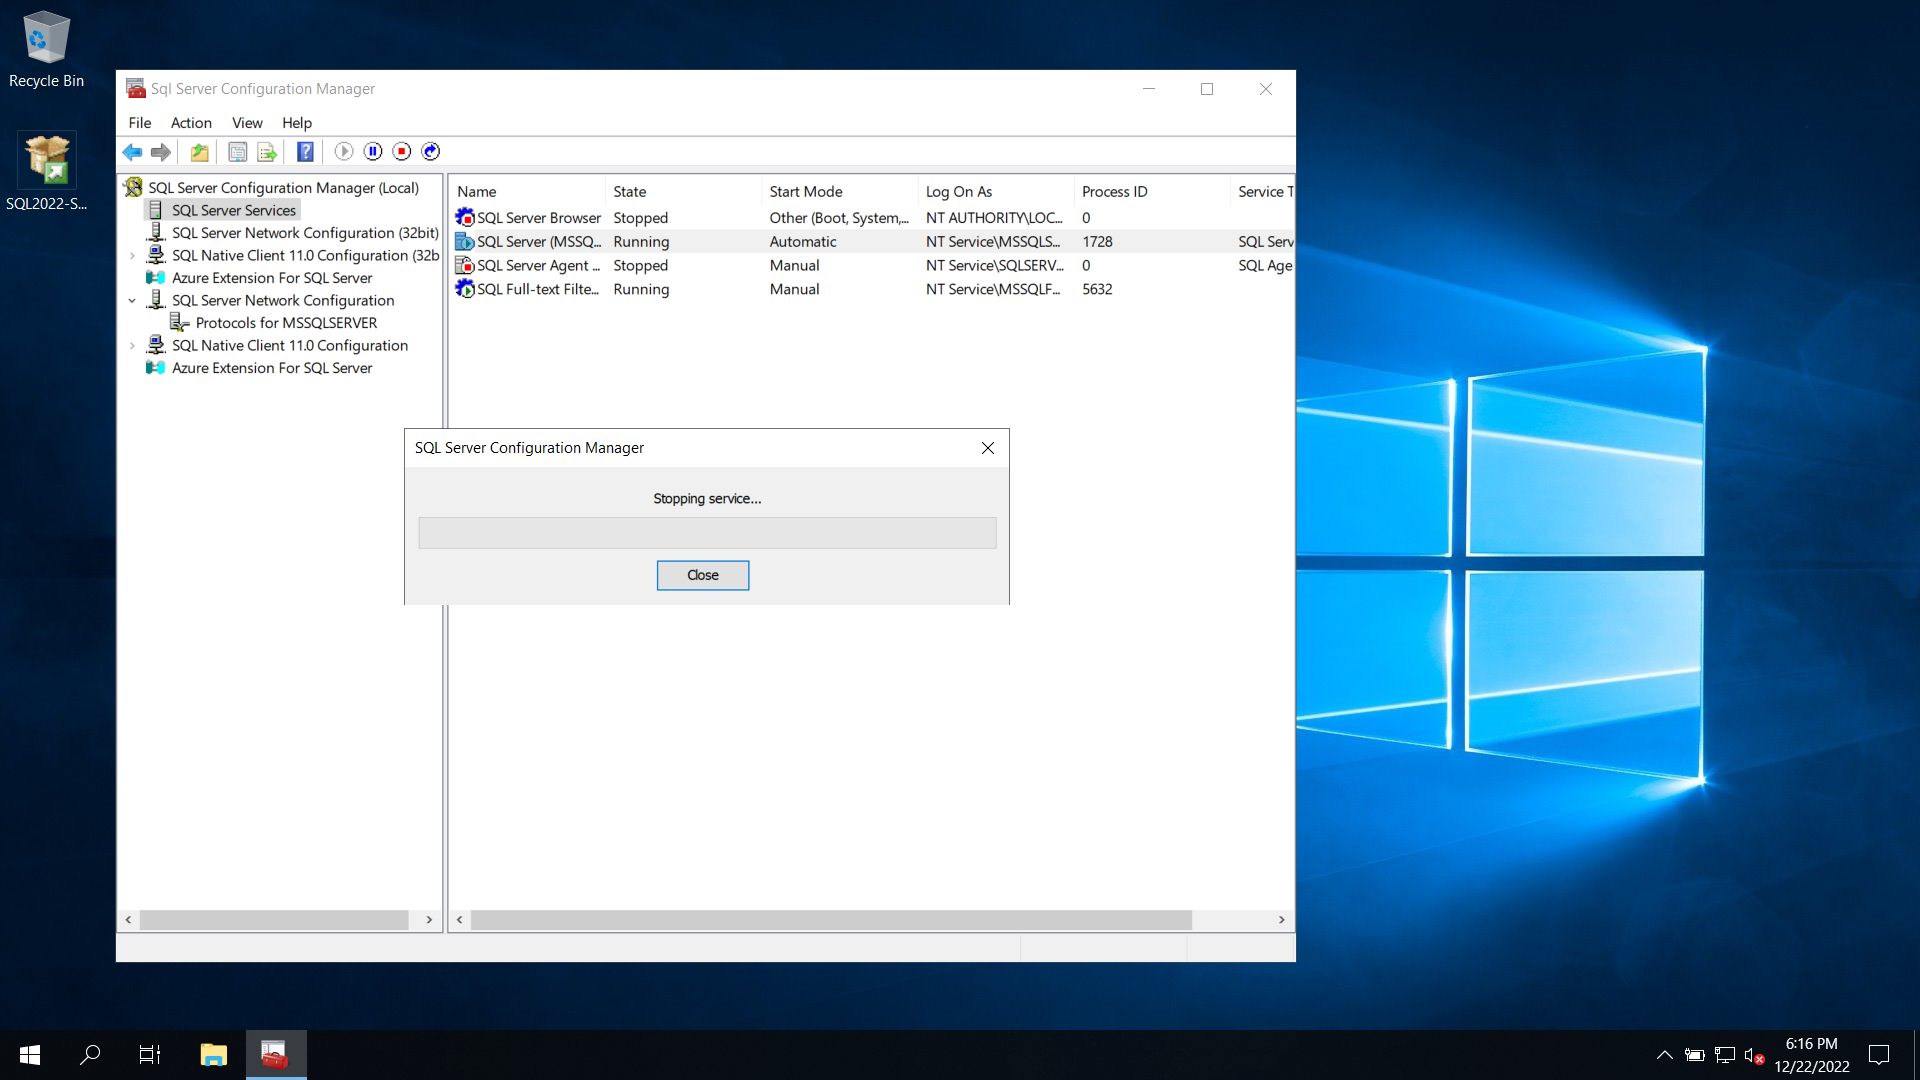 Recycle Bin
SQL2022-S...
Sql Server Configuration Manager
File Action View Help
SQL Server Configuration Manager (Local)
SQL Server Services
SQL Server Network Configuration (32bit)
SQL Native Client 11.0 Configuration (32b
Azure Extension For SQL Server
SQL Server Network Configuration
Protocols for MSSQLSERVER
SQL Native Client 11.0 Configuration
Azure Extension For SQL Server
Name State Start Mode Log On As Process ID Service T
SQL Server Browser Stopped Other (Boot, System,... NT AUTHORITY\LOC... 0
SQL Server (MSSQ... Running Automatic NT Service\MSSQLS... 1728 SQL Serv
SQL Server Agent ... Stopped Manual NT Service\SQLSERV... 0 SQL Age
SQL Full-text Filte... Running Manual NT Service\MSSQLF... 5632
SQL Server Configuration Manager
Stopping service...
Close
6:16 PM
12/22/2022